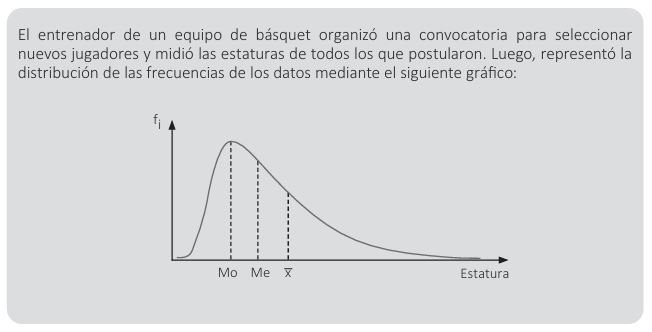 El entrenador de un equipo de básquet organizó una convocatoria para seleccionar
nuevos jugadores y midió las estaturas de todos los que postularon. Luego, representó la
distribución de las frecuencias de los datos mediante el siguiente gráfico:
fi
Mo Me x̅ Estatura